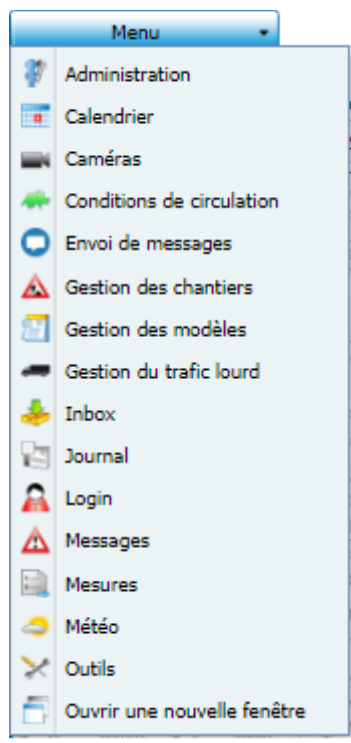 Menu
Administration
Calendrier
Caméras
Conditions de circulation
Envoi de messages
Gestion des chantiers
Gestion des modèles
Gestion du trafic lourd
Inbox
Journal
Login
Messages
Mesures
Météo
Outils
Ouvrir une nouvelle fenêtre